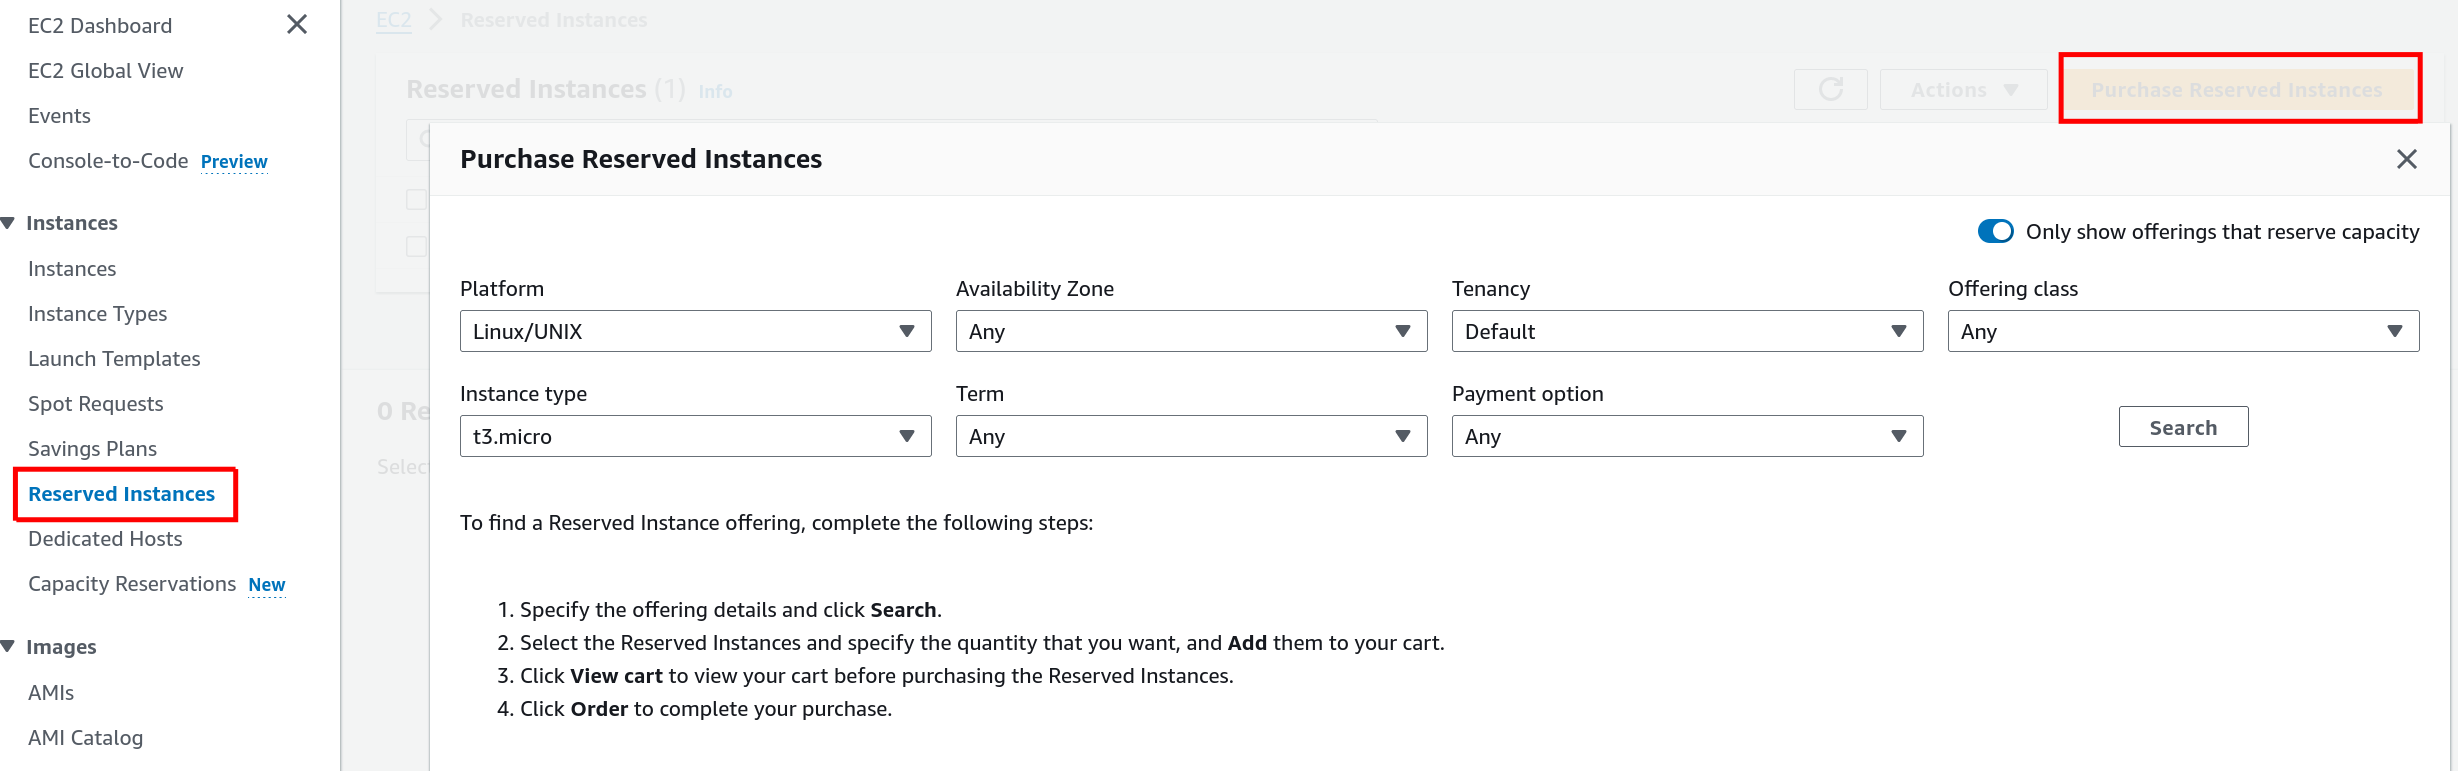 EC2 Dashboard
EC2 Global View
Events
Console-to-Code Preview
Instances
Instances
Instance Types
Launch Templates
Spot Requests
Savings Plans
Reserved Instances
Dedicated Hosts
Capacity Reservations New
Images
AMIs
AMI Catalog
EC2 Reserved Instances
Reserved Instances (1) Info
Actions
Purchase Reserved Instances
0 Re
Select
Purchase Reserved Instances
Only show offerings that reserve capacity
Platform Availability Zone Tenancy Offering class
Linux/UNIX Any Default Any
Instance type Term Payment option
t3.micro Any Any Search
To find a Reserved Instance offering, complete the following steps:
1. Specify the offering details and click Search.
2. Select the Reserved Instances and specify the quantity that you want, and Add them to your cart.
3. Click View cart to view your cart before purchasing the Reserved Instances.
4. Click Order to complete your purchase.